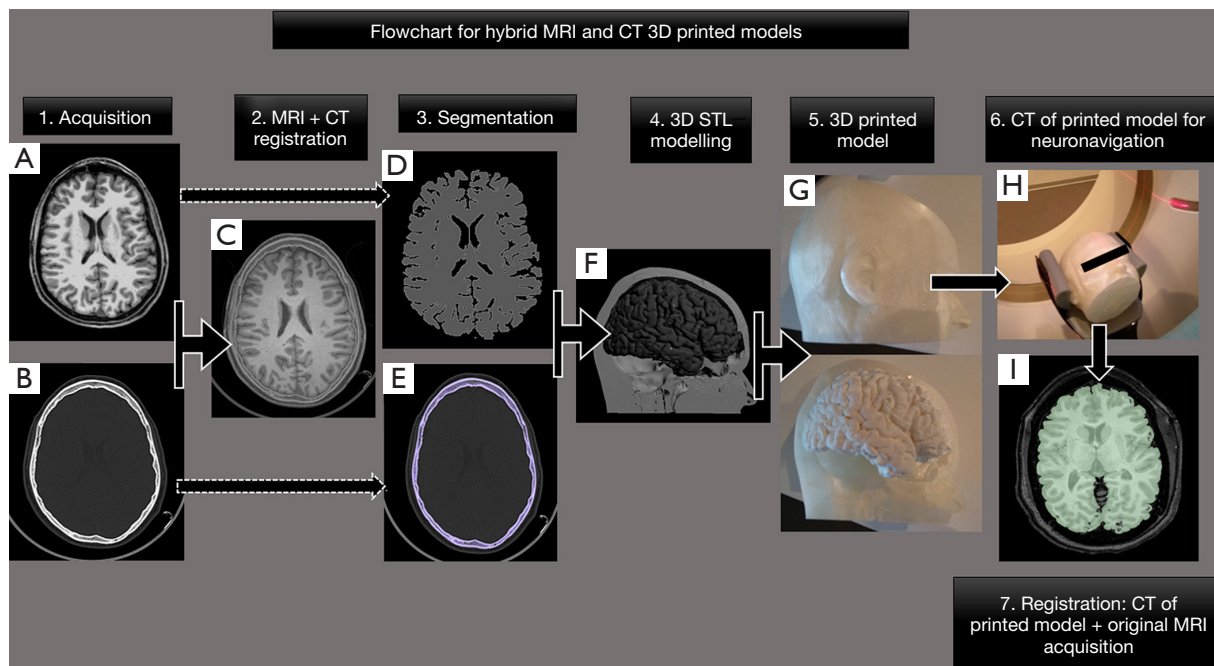 Flowchart for hybrid MRI and CT 3D printed models
1. Acquisition
2. MRI + CT
registration
3. Segmentation
4. 3D STL
modelling
5. 3D printed
model
6. CT of printed model for
neuronavigation
A
B
C
D
E
F
G
H
I
7. Registration: CT of
printed model + original MRI
acquisition